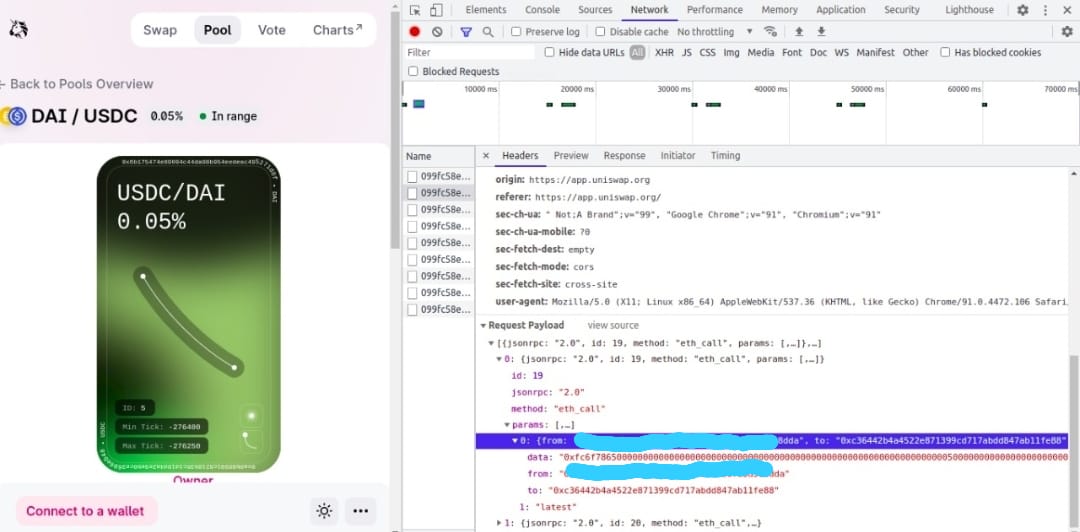 Swap Pool Vote Charts↗
← Back to Pools Overview
DAI / USDC 0.05% In range
USDC/DAI
0.05%
ID: 5
Min Tick: -276400
Max Tick: -276250
Owner
Connect to a wallet
Elements Console Sources Network Performance Memory Application Security Lighthouse
Preserve log Disable cache No throttling
Filter Hide data URLs All XHR JS CSS Img Media Font Doc WS Manifest Other Has blocked cookies
Blocked Requests
10000 ms 20000 ms 30000 ms 40000 ms 50000 ms 60000 ms 70000 ms
Name
099fc58e...
099fc58e...
099fc58e...
099fc58e...
099fc58e...
099fc58e...
099fc58e...
099fc58e...
099fc58e...
× Headers Preview Response Initiator Timing
origin: https://app.uniswap.org
referer: https://app.uniswap.org/
sec-ch-ua: " Not;A Brand";v="99", "Google Chrome";v="91", "Chromium";v="91"
sec-ch-ua-mobile: ?0
sec-fetch-dest: empty
sec-fetch-mode: cors
sec-fetch-site: cross-site
user-agent: Mozilla/5.0 (X11; Linux x86_64) AppleWebKit/537.36 (KHTML, like Gecko) Chrome/91.0.4472.106 Safari
Request Payload view source
[{jsonrpc: "2.0", id: 19, method: "eth_call", params: [,…]},…]
0: {jsonrpc: "2.0", id: 19, method: "eth_call", params: [,…]}
id: 19
jsonrpc: "2.0"
method: "eth_call"
params: [,…]
0: {from: 8dda", to: "0xc36442b4a4522e871399cd717abdd847ab11fe88"
data:
from: dda"
to: "0xc36442b4a4522e871399cd717abdd847ab11fe88"
1: "latest"
1: {jsonrpc: "2.0", id: 20, method: "eth_call",…}